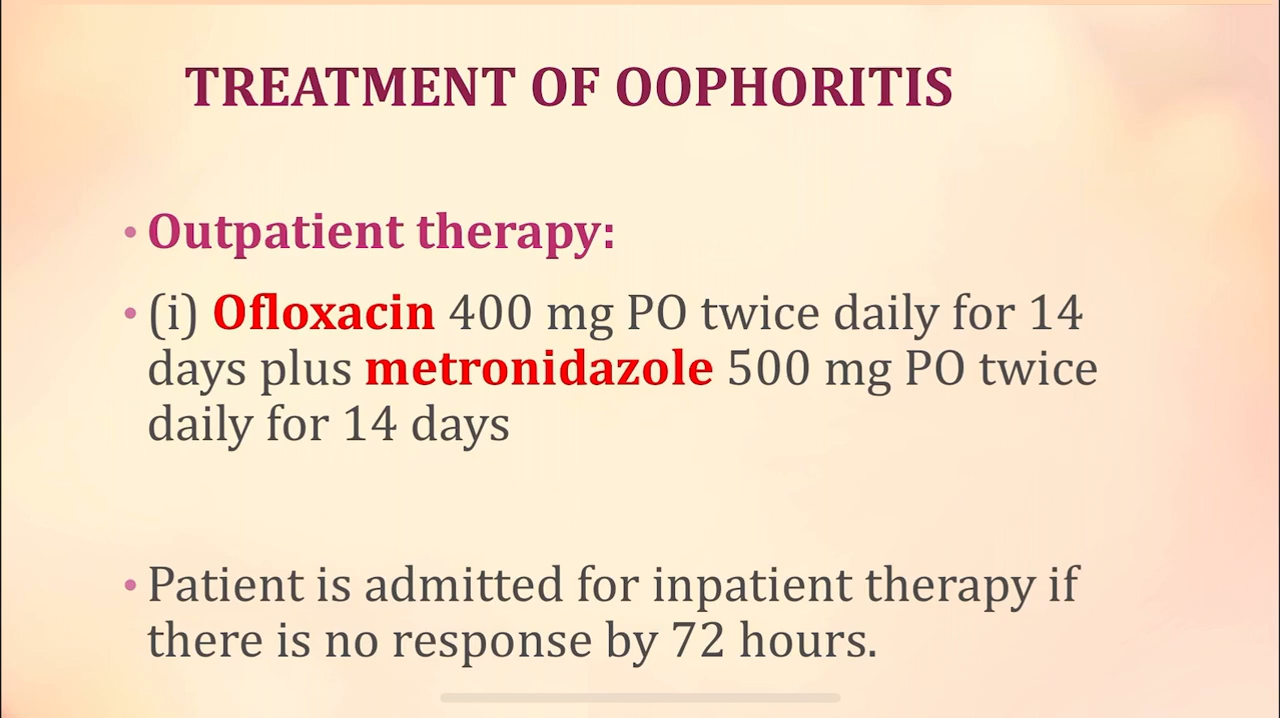 TREATMENT OF OOPHORITIS
• Outpatient therapy:
• (i) Ofloxacin 400 mg PO twice daily for 14
days plus metronidazole 500 mg PO twice
daily for 14 days
• Patient is admitted for inpatient therapy if
there is no response by 72 hours.